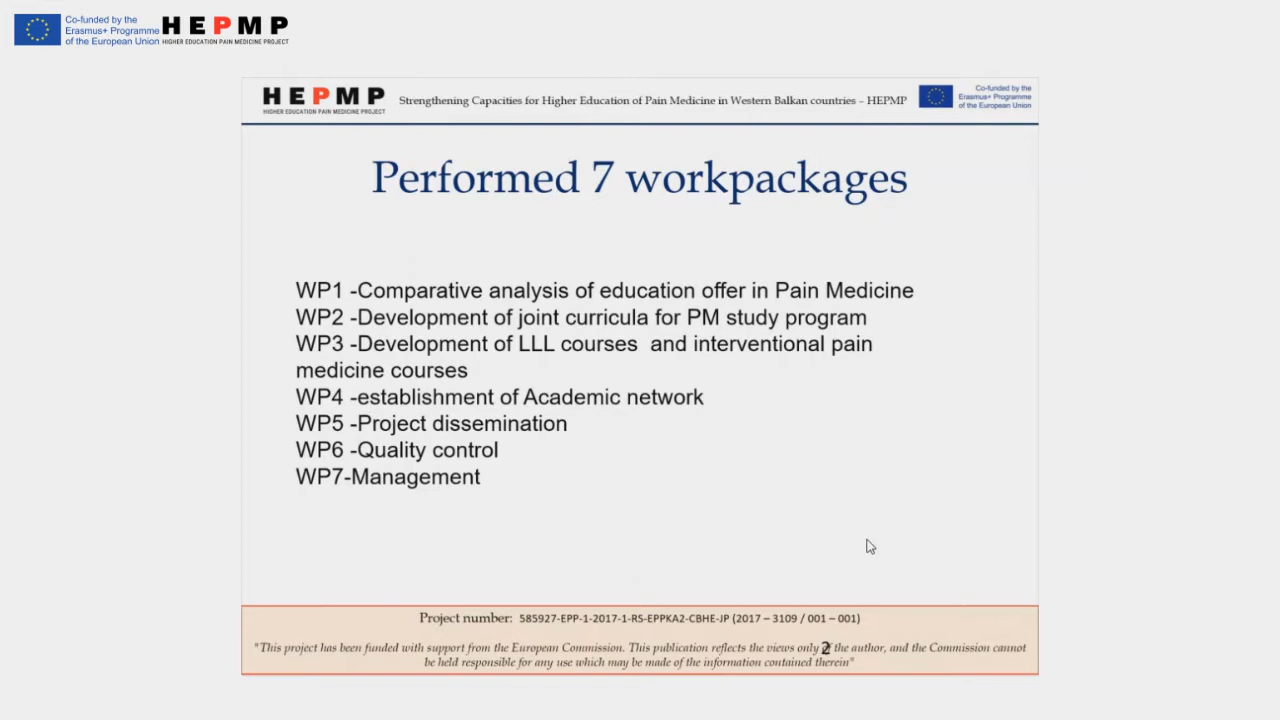 Co-funded by the
Erasmus+ Programme
of the European Union
HEPMP
HIGHER EDUCATION PAIN MEDICINE PROJECT
HEPMP
HIGHER EDUCATION PAIN MEDICINE PROJECT
Strengthening Capacities for Higher Education of Pain Medicine in Western Balkan countries – HEPMP
Co-funded by the
Erasmus+ Programme
of the European Union
Performed 7 workpackages
WP1 -Comparative analysis of education offer in Pain Medicine
WP2 -Development of joint curricula for PM study program
WP3 -Development of LLL courses  and interventional pain
medicine courses
WP4 -establishment of Academic network
WP5 -Project dissemination
WP6 -Quality control
WP7-Management
Project number:  585927-EPP-1-2017-1-RS-EPPKA2-CBHE-JP (2017 – 3109 / 001 – 001)
"This project has been funded with support from the European Commission. This publication reflects the views only of the author, and the Commission cannot
be held responsible for any use which may be made of the information contained therein"
2